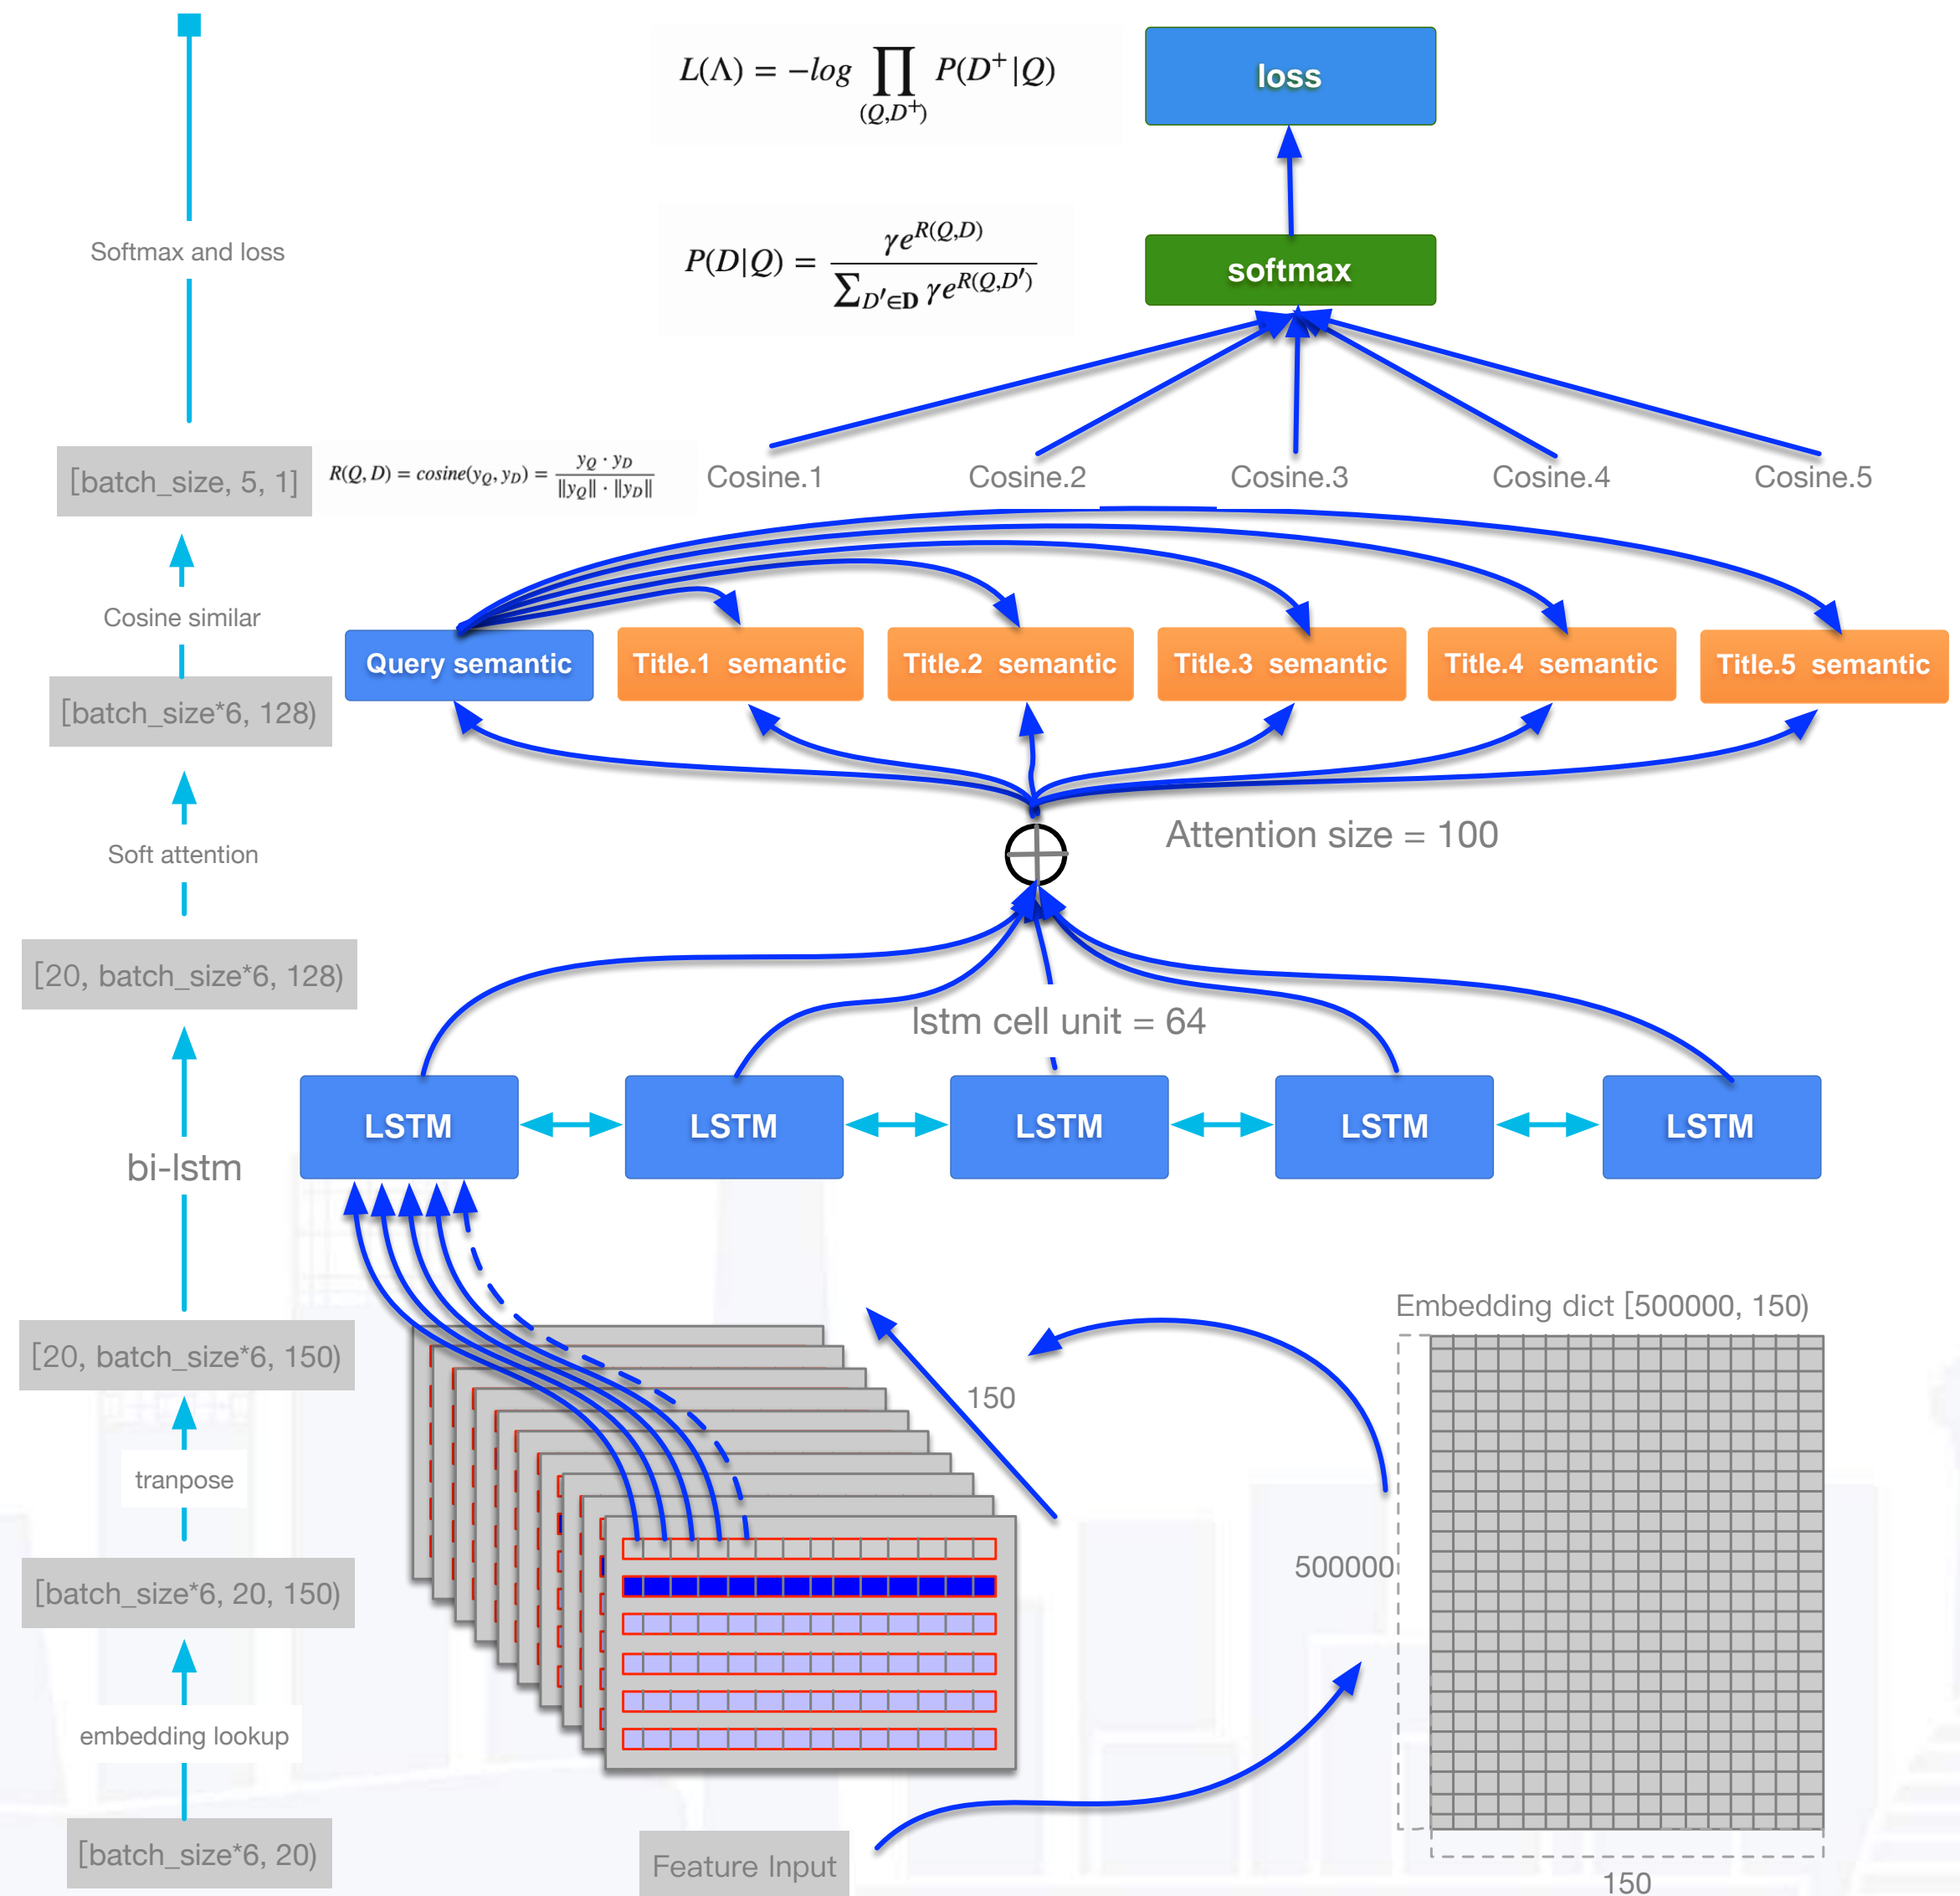 L(Λ) = −log ∏ P(D⁺|Q)
(Q,D⁺)
loss
Softmax and loss
P(D|Q) = γe^{R(Q,D)} / ∑_{D′∈D} γe^{R(Q,D′)}
softmax
[batch_size, 5, 1]
R(Q, D) = cosine(y_Q, y_D) = y_Q · y_D / ‖y_Q‖ · ‖y_D‖
Cosine.1
Cosine.2
Cosine.3
Cosine.4
Cosine.5
Cosine similar
Query semantic
Title.1 semantic
Title.2 semantic
Title.3 semantic
Title.4 semantic
Title.5 semantic
[batch_size*6, 128)
Soft attention
Attention size = 100
[20, batch_size*6, 128)
lstm cell unit = 64
LSTM
LSTM
LSTM
LSTM
LSTM
bi-lstm
Embedding dict [500000, 150)
[20, batch_size*6, 150)
150
tranpose
500000
[batch_size*6, 20, 150)
embedding lookup
[batch_size*6, 20)
Feature Input
150